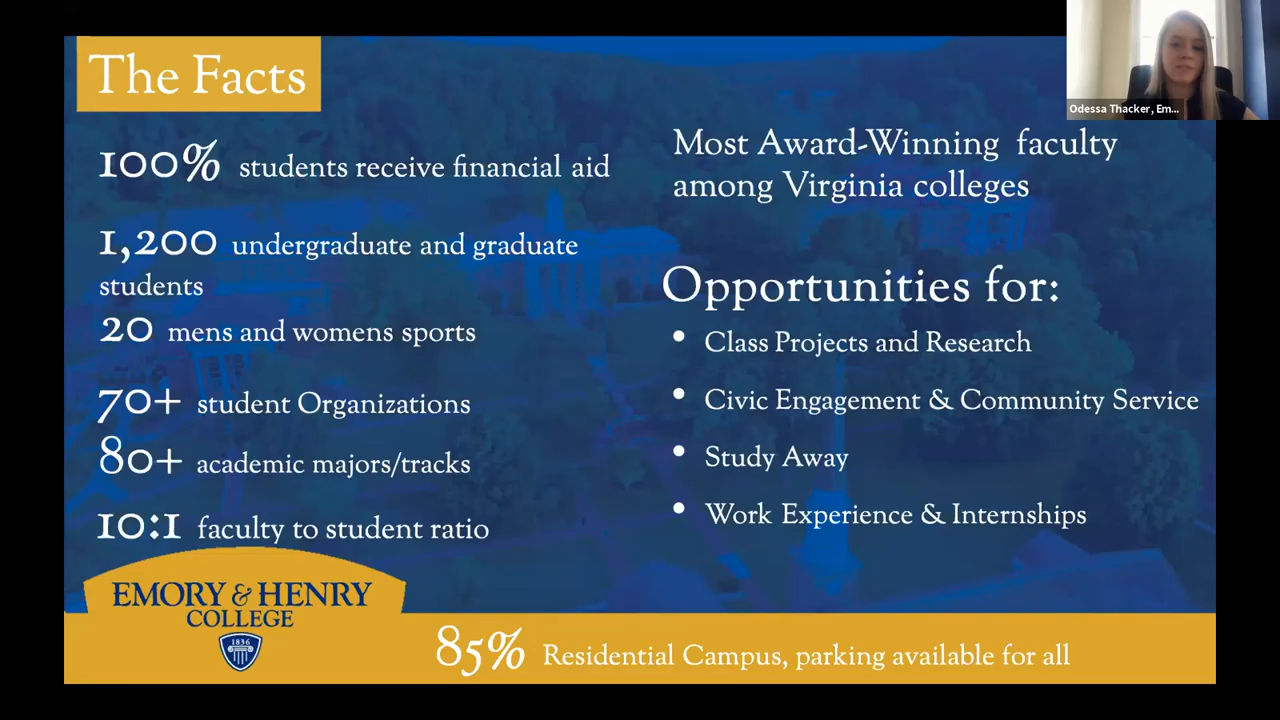 The Facts
100% students receive financial aid
1,200 undergraduate and graduate
students
20 mens and womens sports
70+ student Organizations
80+ academic majors/tracks
10:1 faculty to student ratio
Most Award-Winning faculty
among Virginia colleges
Opportunities for:
• Class Projects and Research
• Civic Engagement & Community Service
• Study Away
• Work Experience & Internships
EMORY & HENRY
COLLEGE
1836
85% Residential Campus, parking available for all
Odessa Thacker, Em...